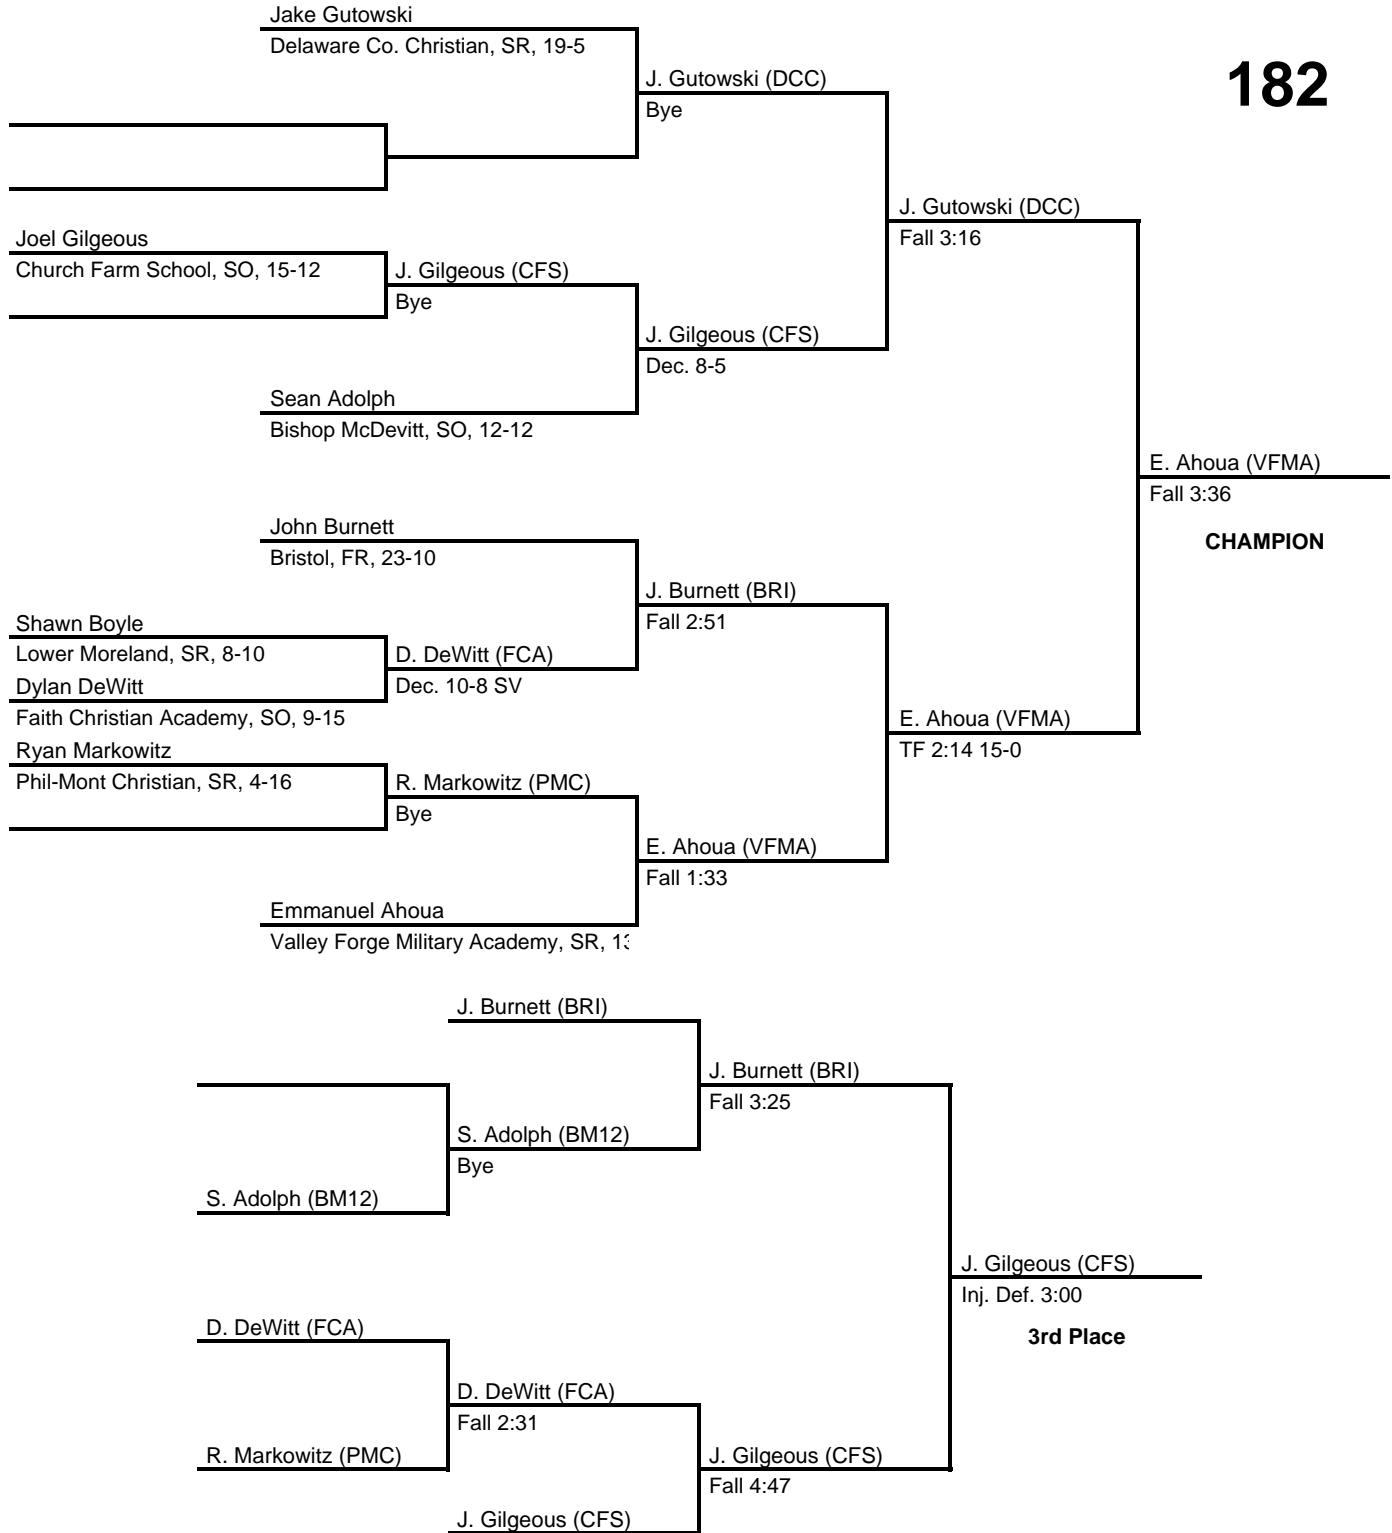 Jake Gutowski
Delaware Co. Christian, SR, 19-5
182
J. Gutowski (DCC)
Bye
J. Gutowski (DCC)
Fall 3:16
Joel Gilgeous
Church Farm School, SO, 15-12
J. Gilgeous (CFS)
Bye
J. Gilgeous (CFS)
Dec. 8-5
Sean Adolph
Bishop McDevitt, SO, 12-12
E. Ahoua (VFMA)
Fall 3:36
CHAMPION
John Burnett
Bristol, FR, 23-10
J. Burnett (BRI)
Fall 2:51
Shawn Boyle
Lower Moreland, SR, 8-10
D. DeWitt (FCA)
Dec. 10-8 SV
Dylan DeWitt
Faith Christian Academy, SO, 9-15
E. Ahoua (VFMA)
TF 2:14 15-0
Ryan Markowitz
Phil-Mont Christian, SR, 4-16
R. Markowitz (PMC)
Bye
E. Ahoua (VFMA)
Fall 1:33
Emmanuel Ahoua
Valley Forge Military Academy, SR,
J. Burnett (BRI)
J. Burnett (BRI)
Fall 3:25
S. Adolph (BM12)
Bye
S. Adolph (BM12)
J. Gilgeous (CFS)
Inj. Def. 3:00
3rd Place
D. DeWitt (FCA)
D. DeWitt (FCA)
Fall 2:31
R. Markowitz (PMC)
J. Gilgeous (CFS)
Fall 4:47
J. Gilgeous (CFS)